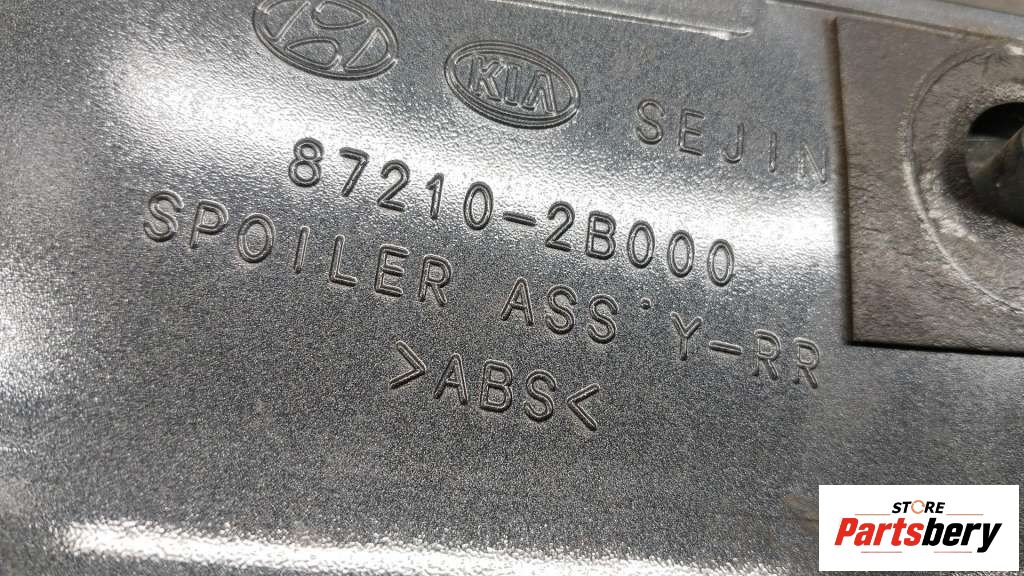 KIA
SEJIN
87210-2B000
SPOILER ASS'Y-RR
>ABS<
STORE
Partsbery